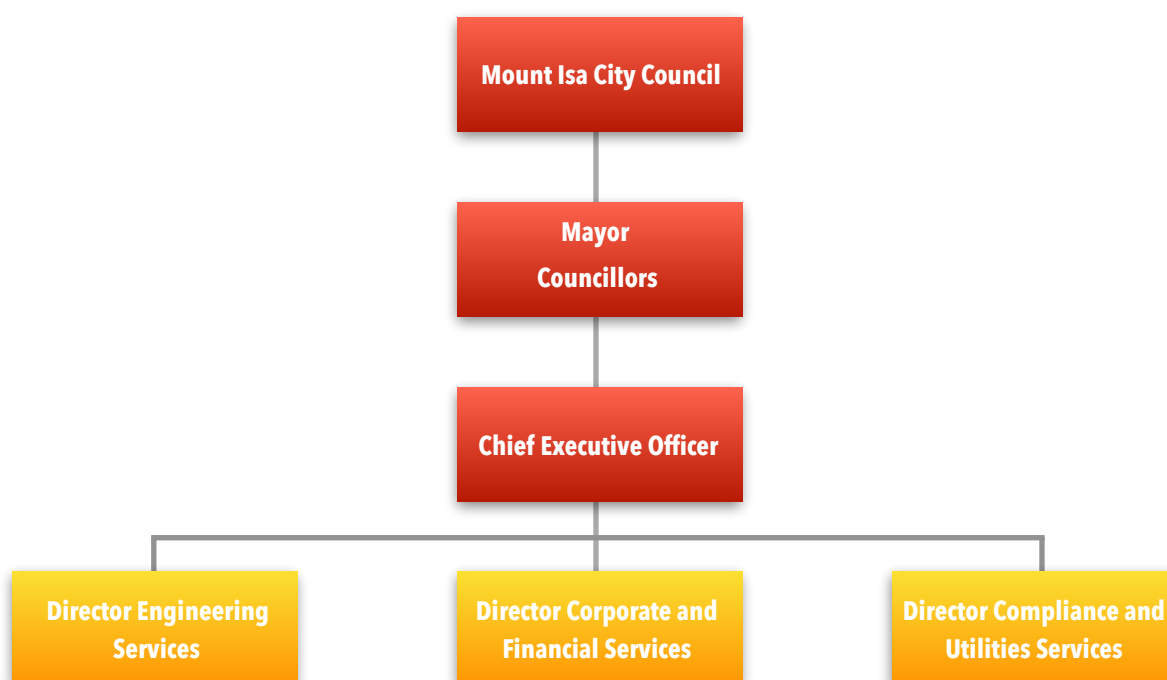 Mount Isa City Council
Mayor
Councillors
Chief Executive Officer
Director Engineering
Services
Director Corporate and
Financial Services
Director Compliance and
Utilities Services